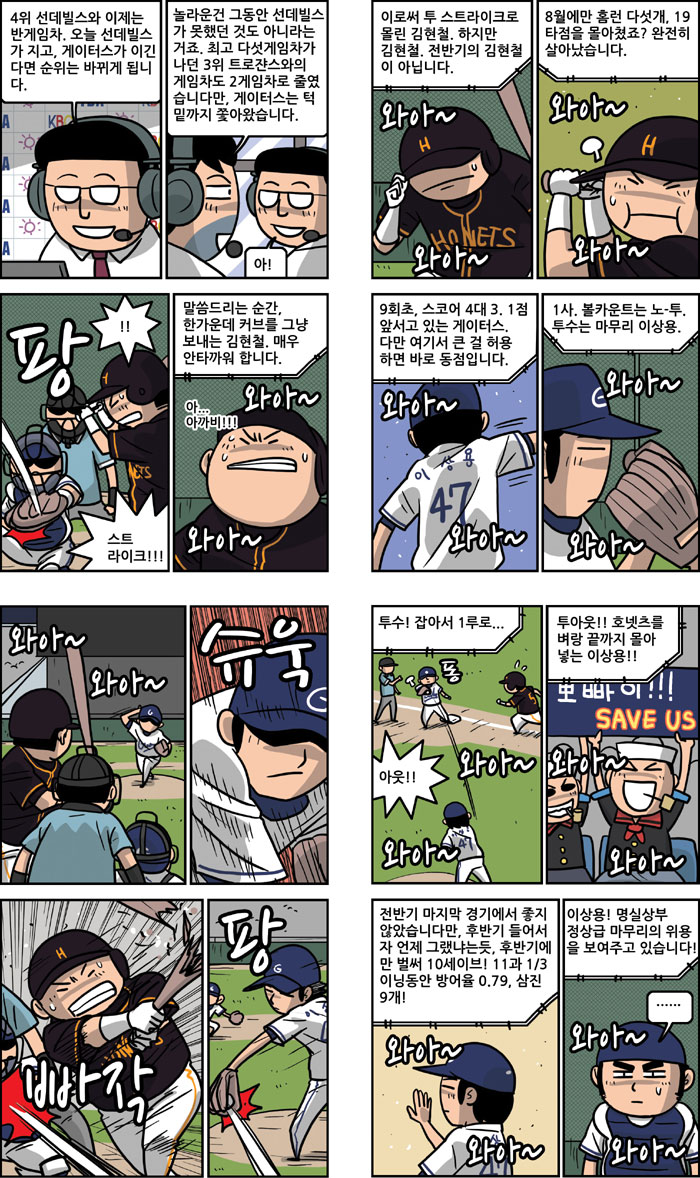 4위 선데빌스와 이제는
반게임차. 오늘 선데빌스
가 지고, 게이터스가 이긴
다면 순위는 바뀌게 됩니
다.
KBO
놀라운건 그동안 선데빌스
가 못했던 것도 아니라는
거죠. 최고 다섯게임차가
나던 3위 트로쟌스와의
게임차도 2게임차로 줄였
습니다만, 게이터스는 턱
밑까지 쫓아왔습니다.
아!
!!
팡
스트
라이크!!!
말씀드리는 순간,
한가운데 커브를 그냥
보내는 김현철. 매우
안타까워 합니다.
와아~
아...
아까비!!!
와아~
이로써 투 스트라이크로
몰린 김현철. 하지만
김현철. 전반기의 김현철
이 아닙니다.
와아~
H
HORNETS
와아~
8월에만 홈런 다섯개, 19
타점을 몰아쳤죠? 완전히
살아났습니다.
와아~
H
와아~
9회초, 스코어 4대 3. 1점
앞서고 있는 게이터스.
다만 여기서 큰 걸 허용
하면 바로 동점입니다.
와아~
이상용
47
와아~
1사. 볼카운트는 노-투.
투수는 마무리 이상용.
와아~
G
와아~
와아~
와아~
슈욱
G
H
빠바작
팡
G
투수! 잡아서 1루로...
퐁
와아~
아웃!!
와아~
47
투아웃!! 호넷츠를
벼랑 끝까지 몰아
넣는 이상용!!
뽀빠이!!!
SAVE US
와아~
와아~
전반기 마지막 경기에서 좋지
않았습니다만, 후반기 들어서
자 언제 그랬냐는듯, 후반기에
만 벌써 10세이브! 11과 1/3
이닝동안 방어율 0.79, 삼진
9개!
와아~
와아~
이상용! 명실상부
정상급 마무리의 위용
을 보여주고 있습니다!
......
와아~
와아~